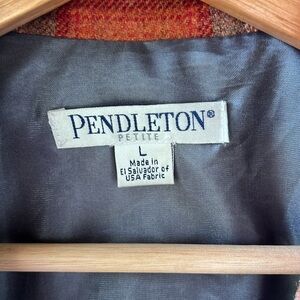 PENDLETON®
PETITE
L
Made in
El Salvador of
USA Fabric